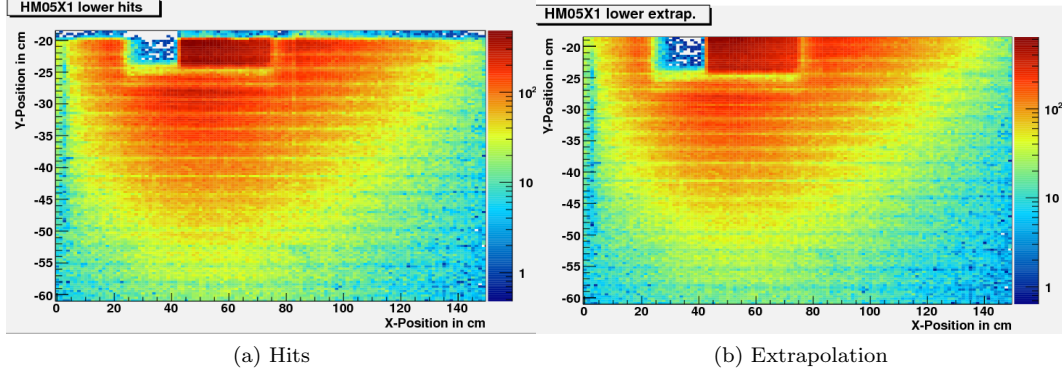 HM05X1 lower hits
Y-Position in cm
-20
-25
-30
-35
-40
-45
-50
-55
-60
0 20 40 60 80 100 120 140
X-Position in cm
10²
10
1
(a) Hits
HM05X1 lower extrap.
Y-Position in cm
-20
-25
-30
-35
-40
-45
-50
-55
-60
0 20 40 60 80 100 120 140
X-Position in cm
10²
10
1
(b) Extrapolation